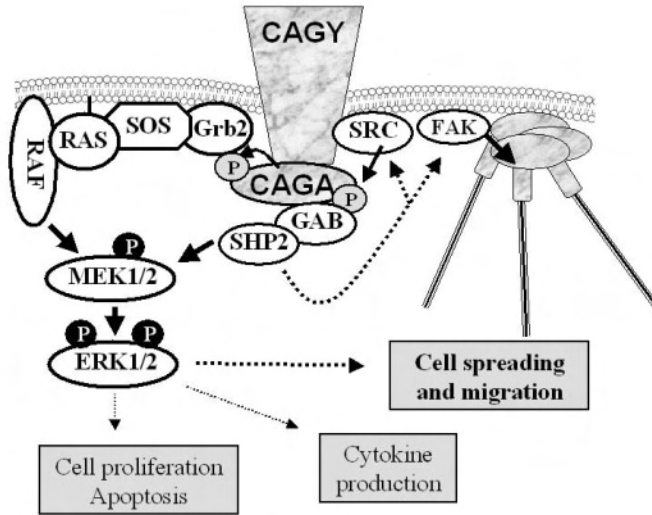 CAGY
RAF
RAS
SOS
Grb2
SRC
FAK
P
CAGA
P
GAB
SHP2
P
MEK1/2
P
P
ERK1/2
Cell spreading
and migration
Cell proliferation
Apoptosis
Cytokine
production